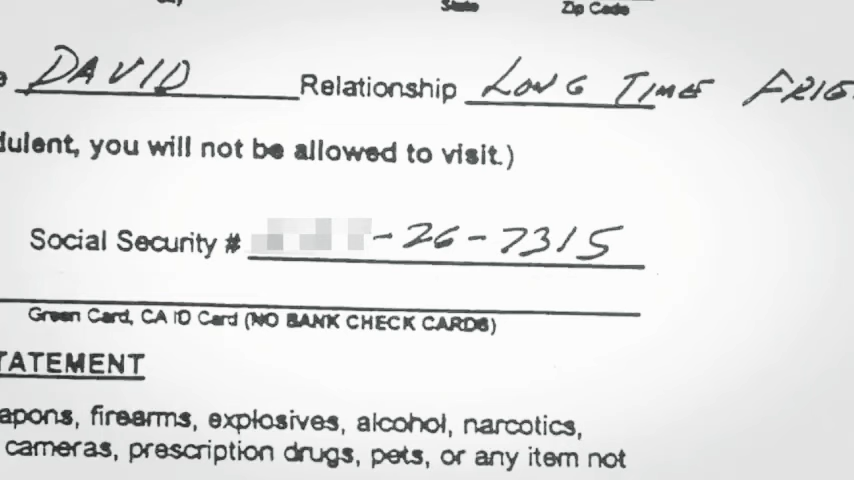 State Zip Code
DAVID Relationship LONG TIME FRIE
dulent, you will not be allowed to visit.)
Social Security # -26-7315
Green Card, CA ID Card (NO BANK CHECK CARDS)
TATEMENT
apons, firearms, explosives, alcohol, narcotics,
cameras, prescription drugs, pets, or any item not